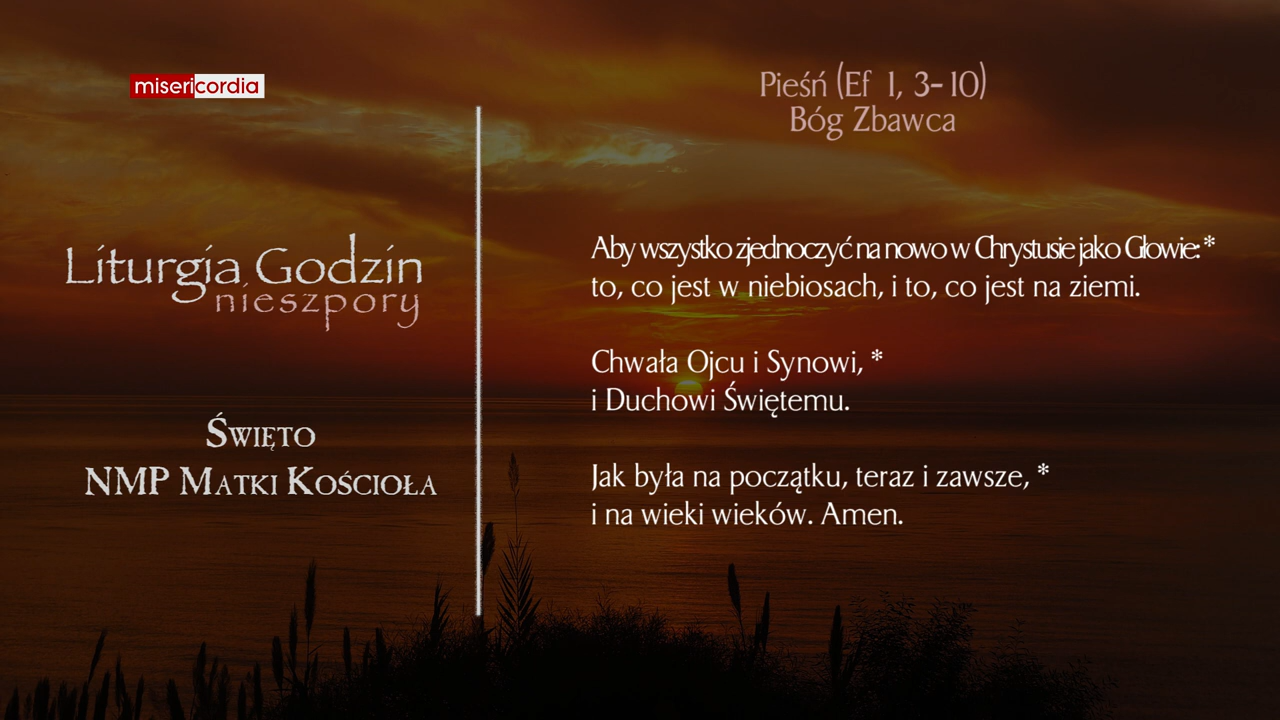 misericordia
Pieśń (Ef 1, 3-10)
Bóg Zbawca
Liturgia Godzin
nieszpory
Święto
NMP Matki Kościoła
Aby wszystko zjednoczyć na nowo w Chrystusie jako Głowie: *
to, co jest w niebiosach, i to, co jest na ziemi.
Chwała Ojcu i Synowi, *
i Duchowi Świętemu.
Jak była na początku, teraz i zawsze, *
i na wieki wieków. Amen.